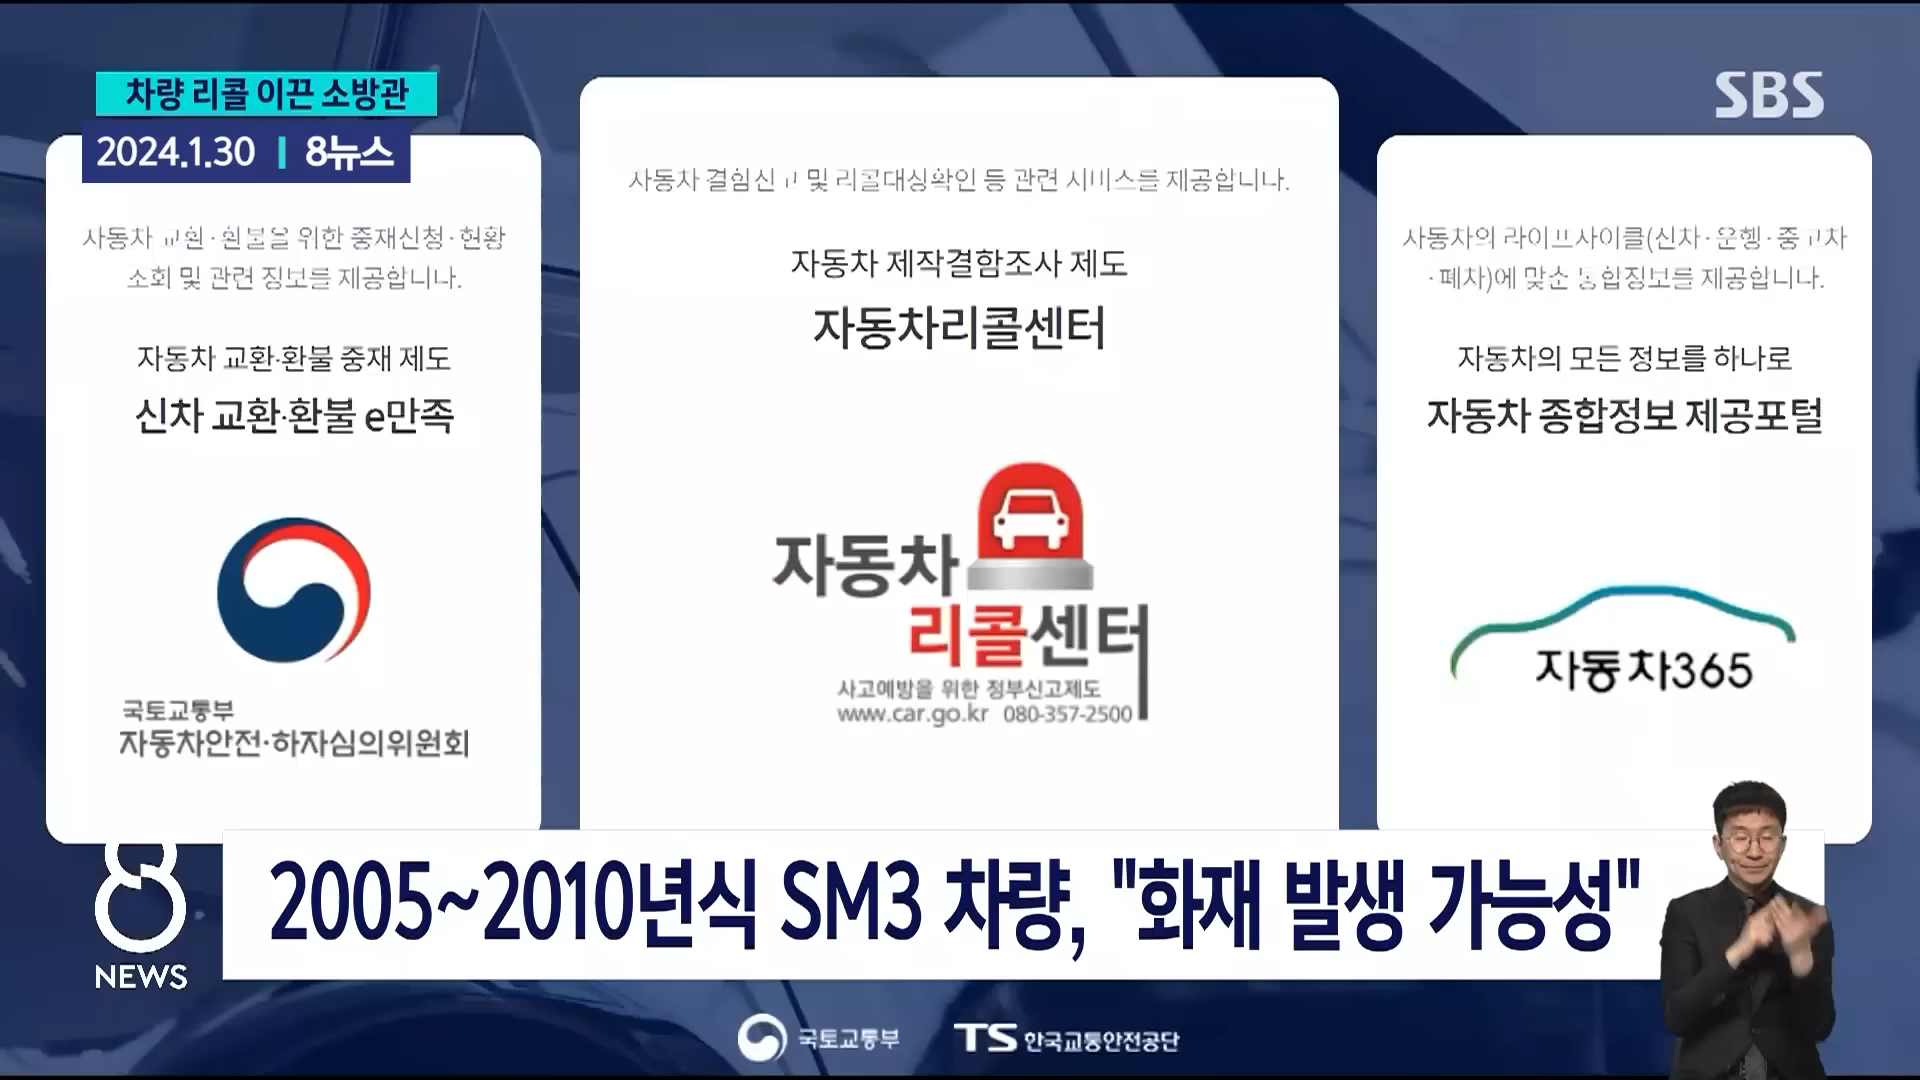 차량 리콜 이끈 소방관
2024.1.30 | 8뉴스
SBS
자동차 교환·환불을 위한 중재신청·현황
조회 및 관련 정보를 제공합니다.
자동차 교환·환불 중재 제도
신차 교환·환불 e만족
국토교통부
자동차안전·하자심의위원회
자동차 결함신고 및 리콜대상확인 등 관련 서비스를 제공합니다.
자동차 제작결함조사 제도
자동차리콜센터
자동차
리콜센터
사고예방을 위한 정부신고제도
www.car.go.kr 080-357-2500
자동차의 라이프사이클(신차·운행·중고차
·폐차)에 맞춘 통합정보를 제공합니다.
자동차의 모든 정보를 하나로
자동차 종합정보 제공포털
자동차365
8
NEWS
2005~2010년식 SM3 차량, "화재 발생 가능성"
국토교통부
TS 한국교통안전공단